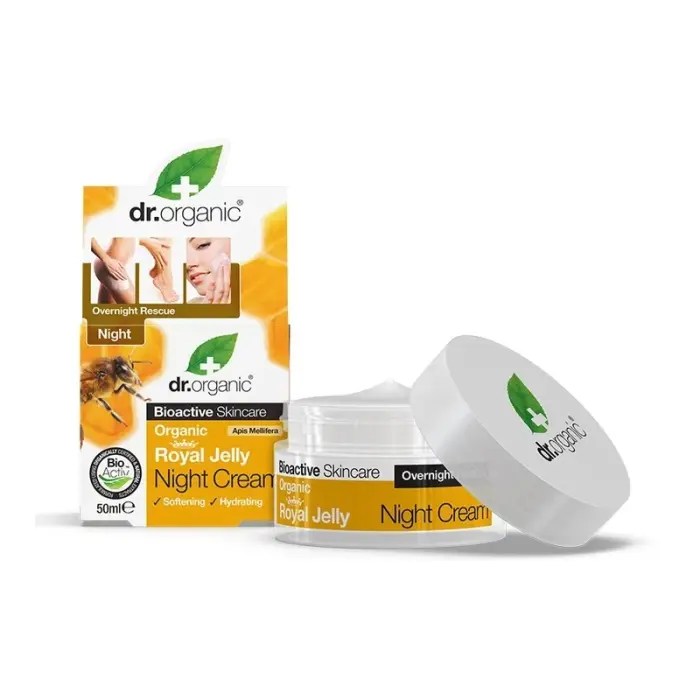 dr.organic®
Overnight Rescue
Night
dr.organic®
Bioactive Skincare
Organic
Apis Mellifera
Royal Jelly
Night Cream
✓ Softening ✓ Hydrating
Bio
Activ
50ml℮
Bioactive Skincare
Organic
Royal Jelly
Overnight
Night Cream
dr.organic®